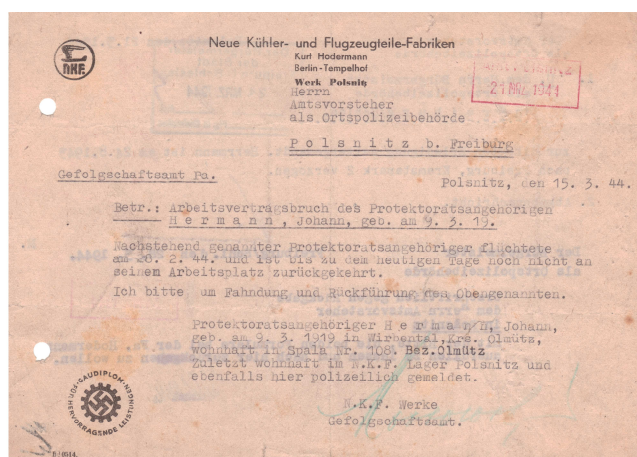 NKF.
Neue Kühler- und Flugzeugteile-Fabriken
Kurt Hodermann
Berlin-Tempelhof
Werk Polsnitz
Herrn
Amtsvorsteher
als Ortspolizeibehörde
Polsnitz b. Freiburg
Gefolgschaftsamt Pa.
Polsnitz, den 15. 3. 44.
Betr.: Arbeitsvertragsbruch des Protektoratsangehörigen
Hermann, Johann, geb. am 9. 3. 19.
Nachstehend genannter Protektoratsangehöriger flüchtete
am 28. 2. 44. und ist bis zu dem heutigen Tage noch nicht an
seinem Arbeitsplatz zurückgekehrt.
Ich bitte um Fahndung und Rückführung des Obengenannten.
Protektoratsangehöriger Hermann, Johann,
geb. am 9. 3. 1919 in Wirbental, Krs. Olmütz,
wohnhaft in Spala Nr. 108. Bez. Olmütz
Zuletzt wohnhaft im N.K.F. Lager Polsnitz und
ebenfalls hier polizeilich gemeldet.
N.K.F. Werke
Gefolgschaftsamt.
GAUDIPLOM
FÜR HERVORRAGENDE LEISTUNGEN